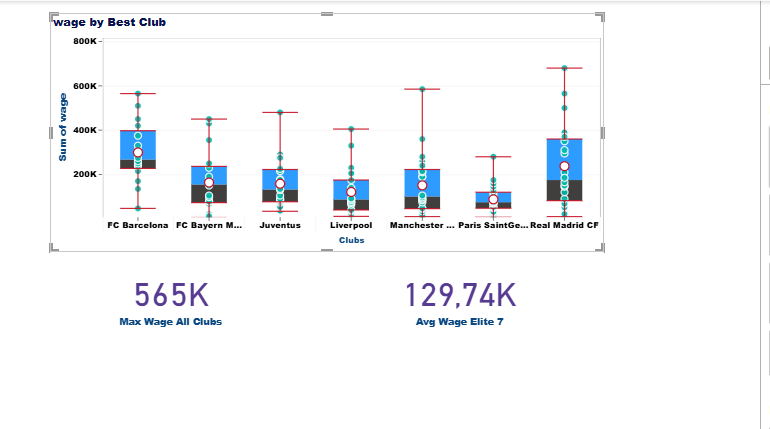 wage by Best Club
800K
600K
400K
200K
Sum of wage
FC Barcelona FC Bayern M... Juventus Liverpool Manchester ... Paris SaintGe... Real Madrid CF
Clubs
565K 129,74K
Max Wage All Clubs Avg Wage Elite 7